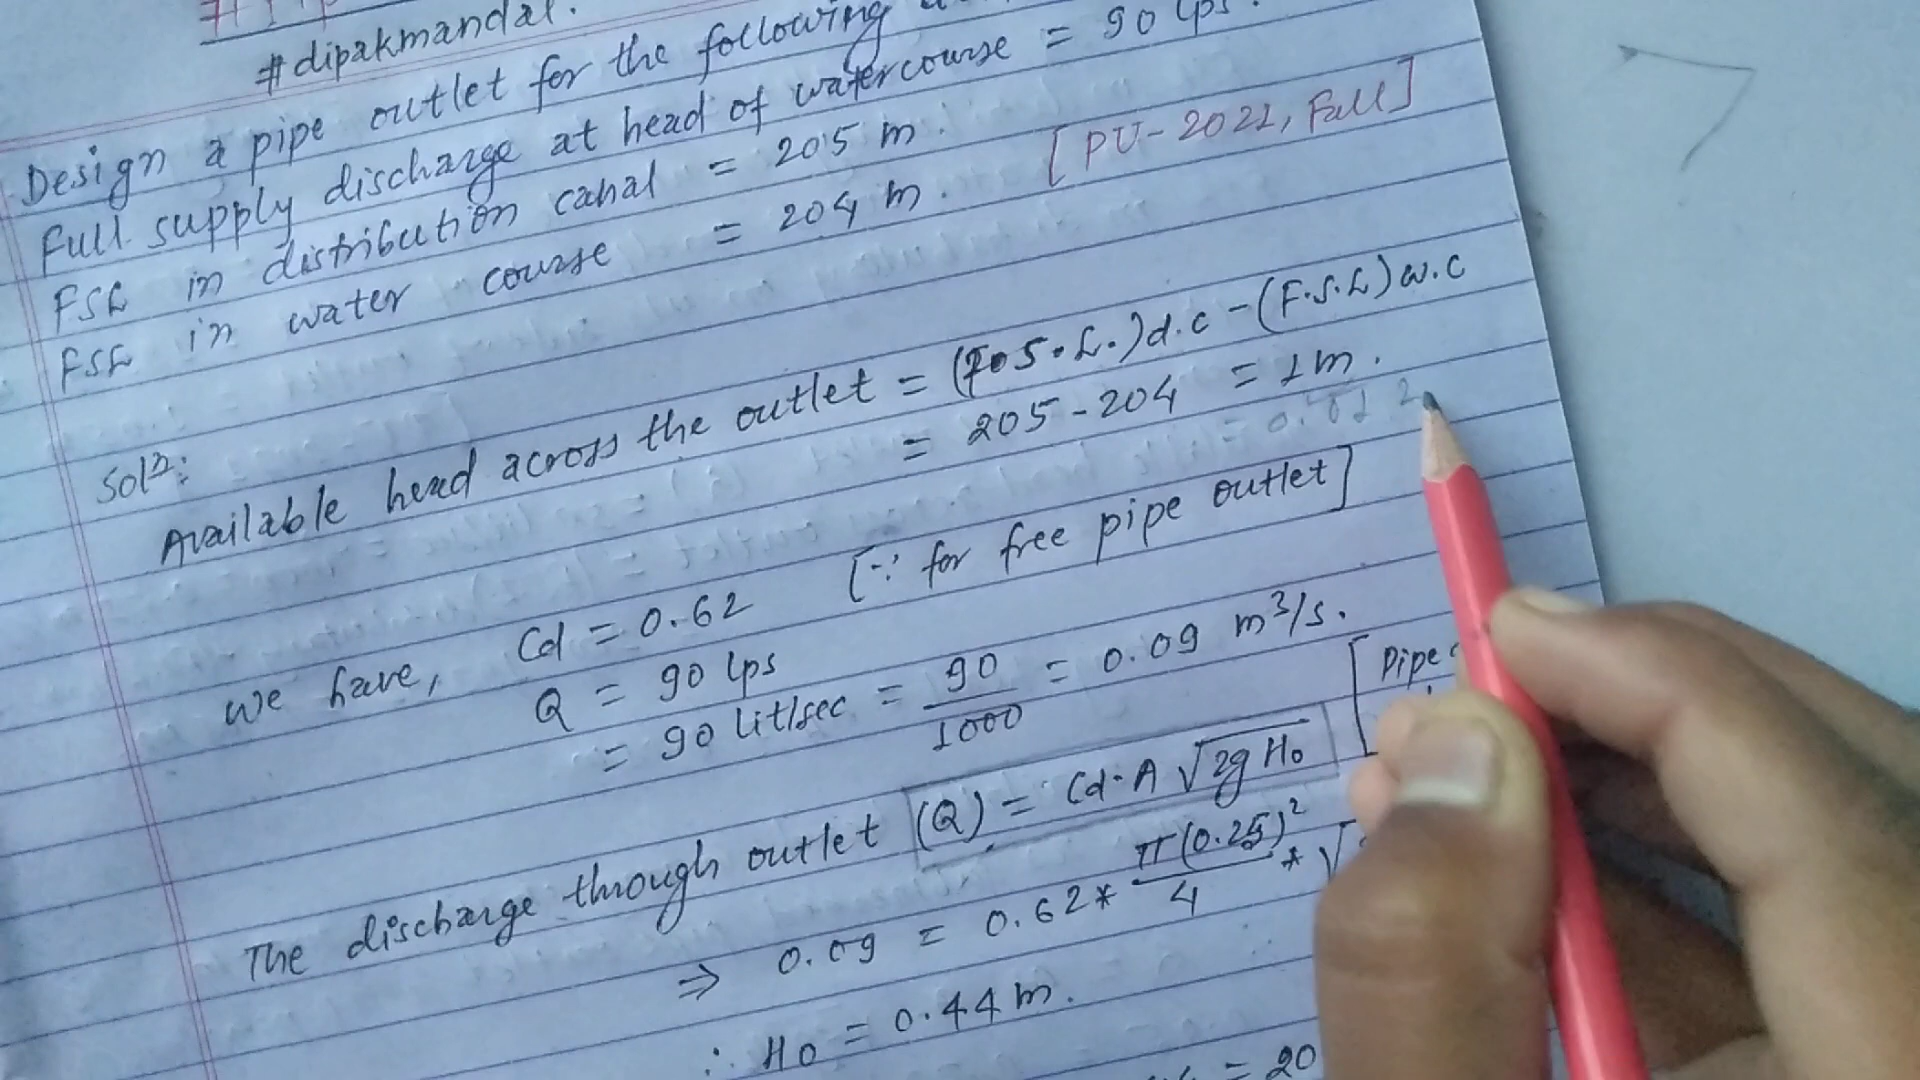 #dipakmandal.
Design a pipe outlet for the following
Full supply discharge at head of watercourse = 90 lps.
FSL in distribution canal = 205 m.
FSL in water course = 204 m. [PU-2021, Fall]
Solⁿ:
Available head across the outlet = (F.S.L.)d.c - (F.S.L)w.c
= 205 - 204 = 1m.
We have, Cd = 0.62 [∵ for free pipe outlet]
Q = 90 lps
= 90 lit/sec = 90/1000 = 0.09 m³/s.
The discharge through outlet (Q) = Cd·A √2g Ho [Pipe
⇒ 0.09 = 0.62 * π(0.25)²/4 * √
∴ Ho = 0.44 m.
= 20